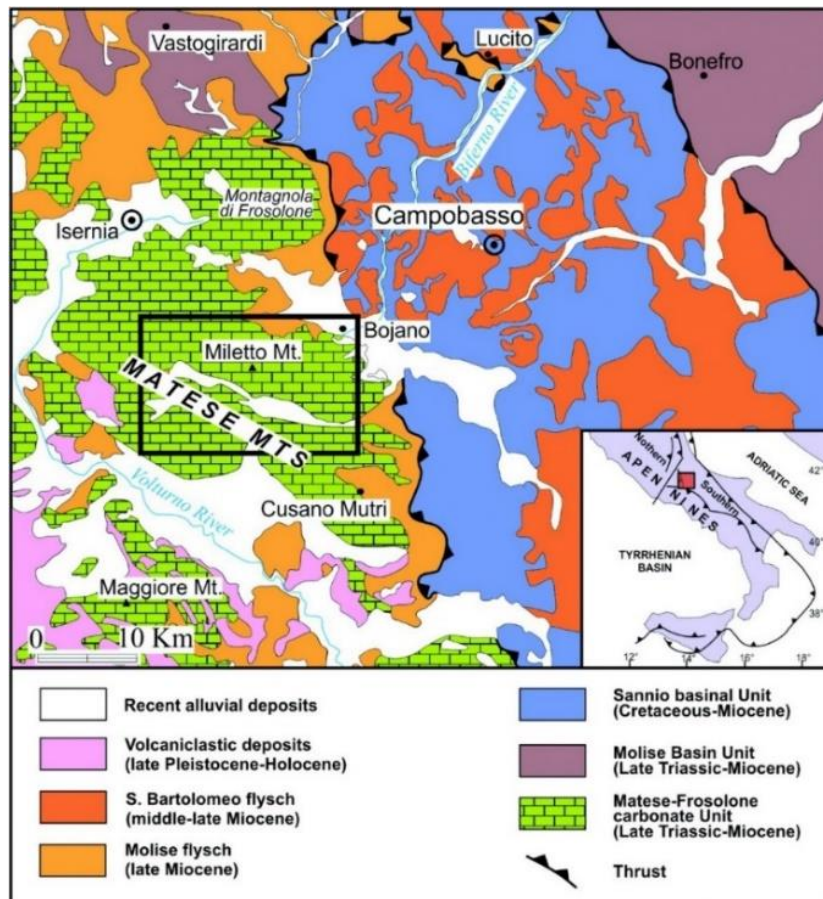 Vastogirardi
Lucito
Bonefro
Biferno River
Montagnola
di Frosolone
Isernia
Campobasso
Bojano
Miletto Mt.
MATESE MTS
Cusano Mutri
Volturno River
Maggiore Mt.
0 10 Km
Nothern
APENNINES
Southern
ADRIATIC SEA
TYRRHENIAN
BASIN
42°
40°
38°
12° 14° 16° 18°
Recent alluvial deposits
Volcaniclastic deposits
(late Pleistocene-Holocene)
S. Bartolomeo flysch
(middle-late Miocene)
Molise flysch
(late Miocene)
Sannio basinal Unit
(Cretaceous-Miocene)
Molise Basin Unit
(Late Triassic-Miocene)
Matese-Frosolone
carbonate Unit
(Late Triassic-Miocene)
Thrust